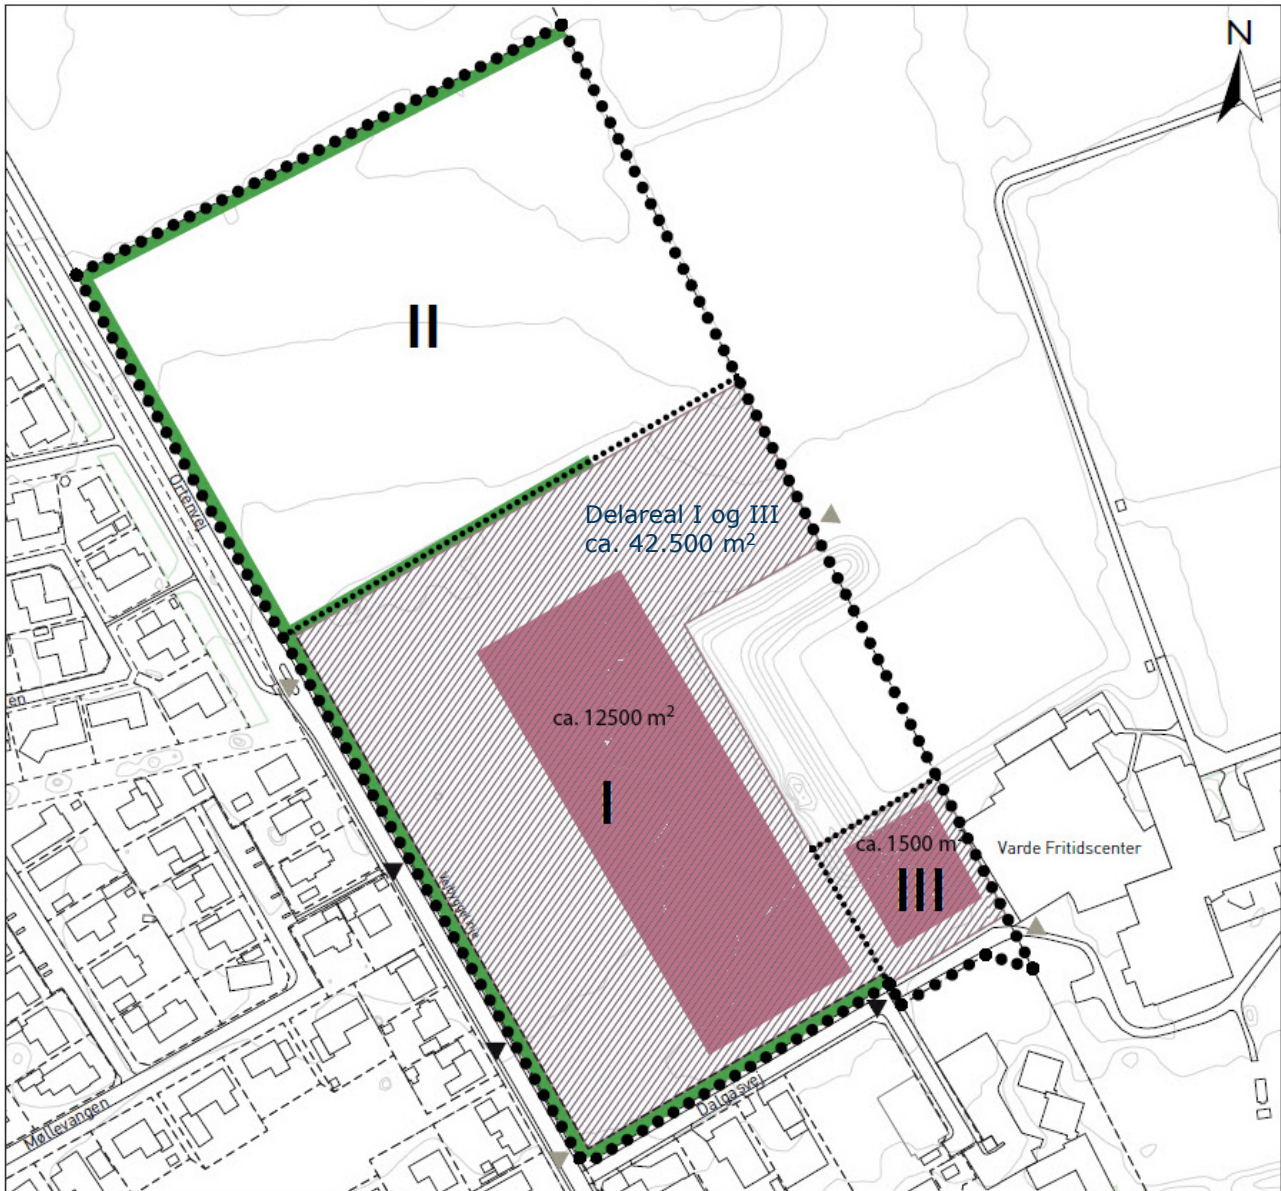 N
II
Ortenvej
Delareal I og III
ca. 42.500 m²
en
ca. 12500 m²
I
ca. 1500 m
III
Varde Fritidscenter
Dalgasvej
Møllevangen